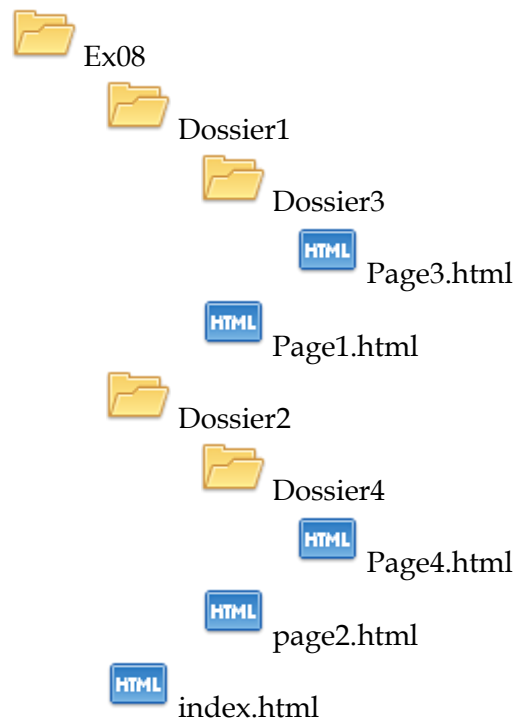 Ex08
Dossier1
Dossier3
HTML Page3.html
HTML Page1.html
Dossier2
Dossier4
HTML Page4.html
HTML page2.html
HTML index.html